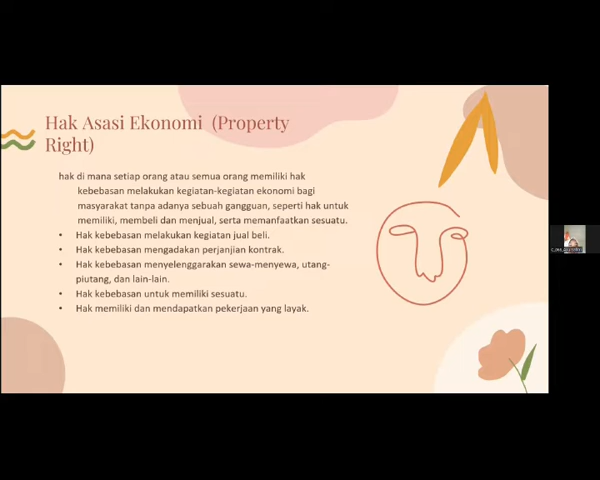 Hak Asasi Ekonomi (Property
Right)
hak di mana setiap orang atau semua orang memiliki hak
kebebasan melakukan kegiatan-kegiatan ekonomi bagi
masyarakat tanpa adanya sebuah gangguan, seperti hak untuk
memiliki, membeli dan menjual, serta memanfaatkan sesuatu.
• Hak kebebasan melakukan kegiatan jual beli.
• Hak kebebasan mengadakan perjanjian kontrak.
• Hak kebebasan menyelenggarakan sewa-menyewa, utang-
piutang, dan lain-lain.
• Hak kebebasan untuk memiliki sesuatu.
• Hak memiliki dan mendapatkan pekerjaan yang layak.